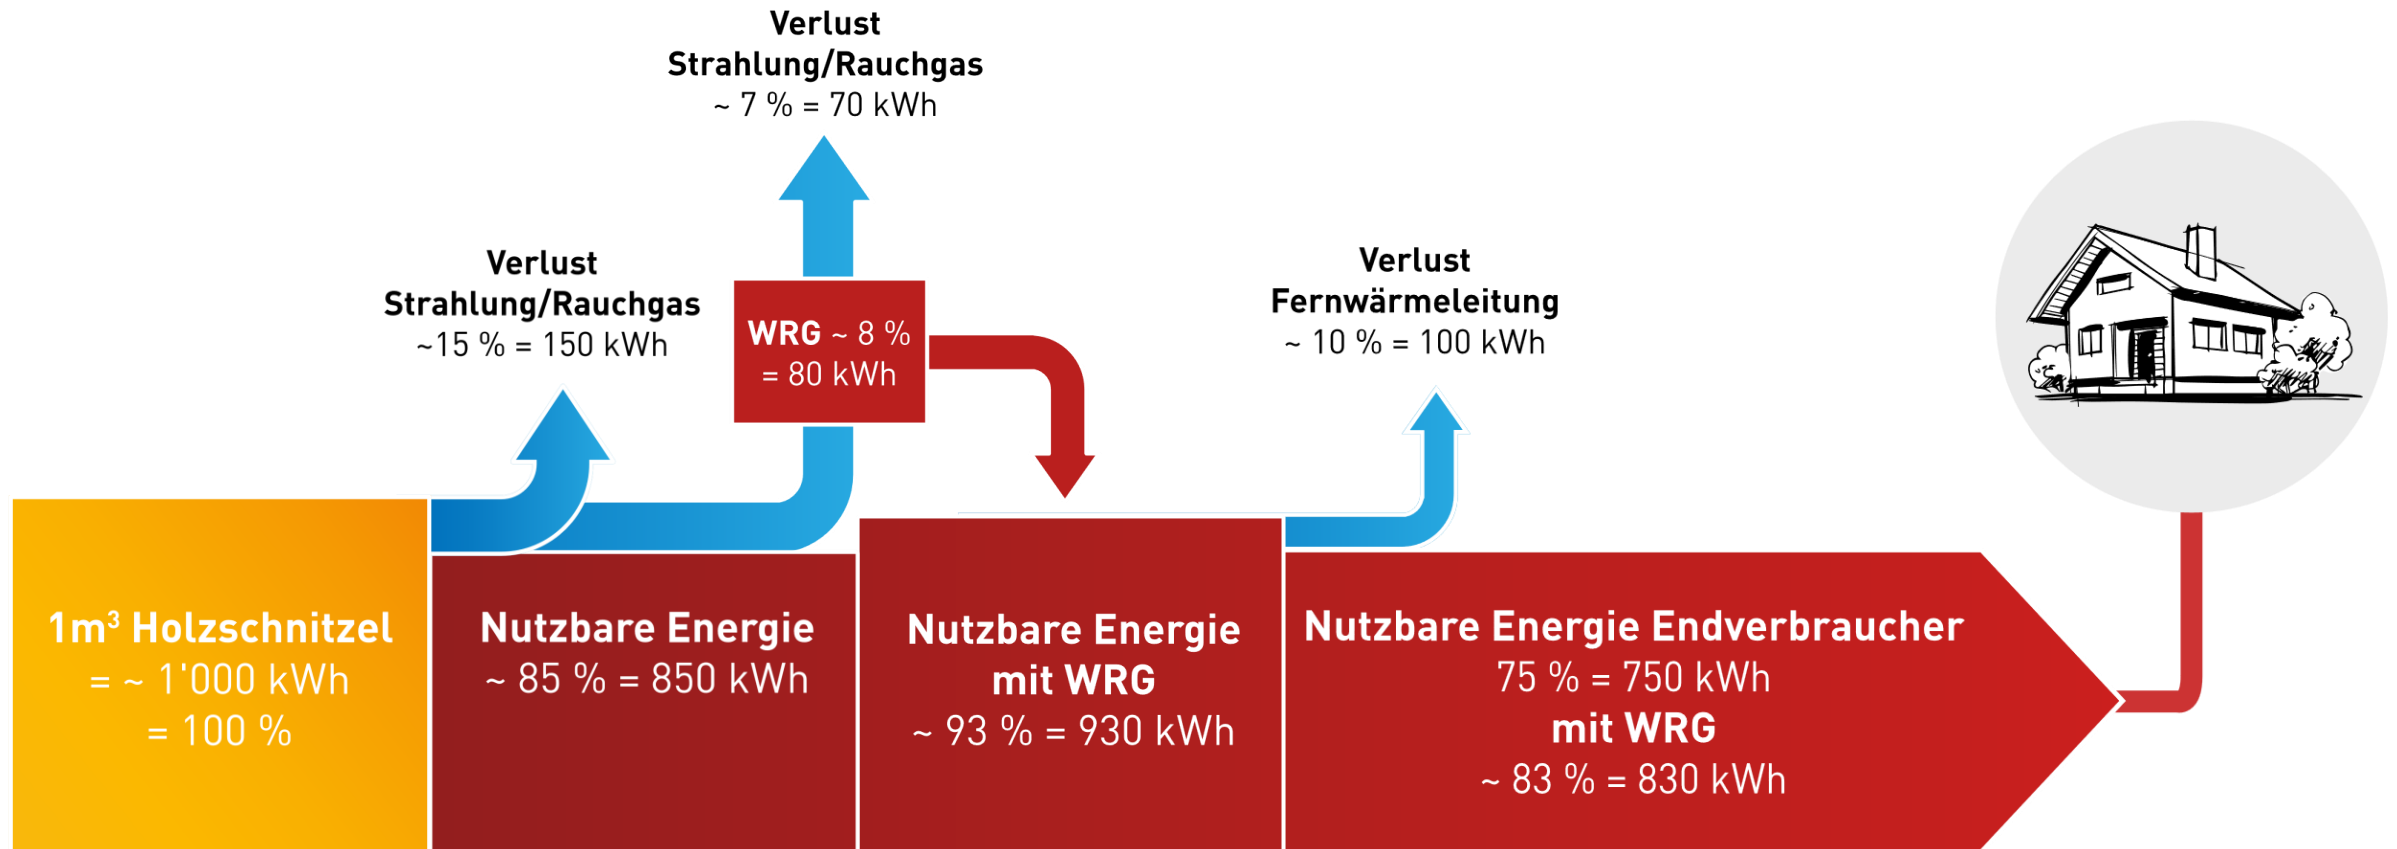 Verlust
Strahlung/Rauchgas
~ 7 % = 70 kWh
Verlust
Strahlung/Rauchgas
~15 % = 150 kWh
WRG ~ 8 %
= 80 kWh
Verlust
Fernwärmeleitung
~ 10 % = 100 kWh
1m³ Holzschnitzel
= ~ 1'000 kWh
= 100 %
Nutzbare Energie
~ 85 % = 850 kWh
Nutzbare Energie
mit WRG
~ 93 % = 930 kWh
Nutzbare Energie Endverbraucher
75 % = 750 kWh
mit WRG
~ 83 % = 830 kWh